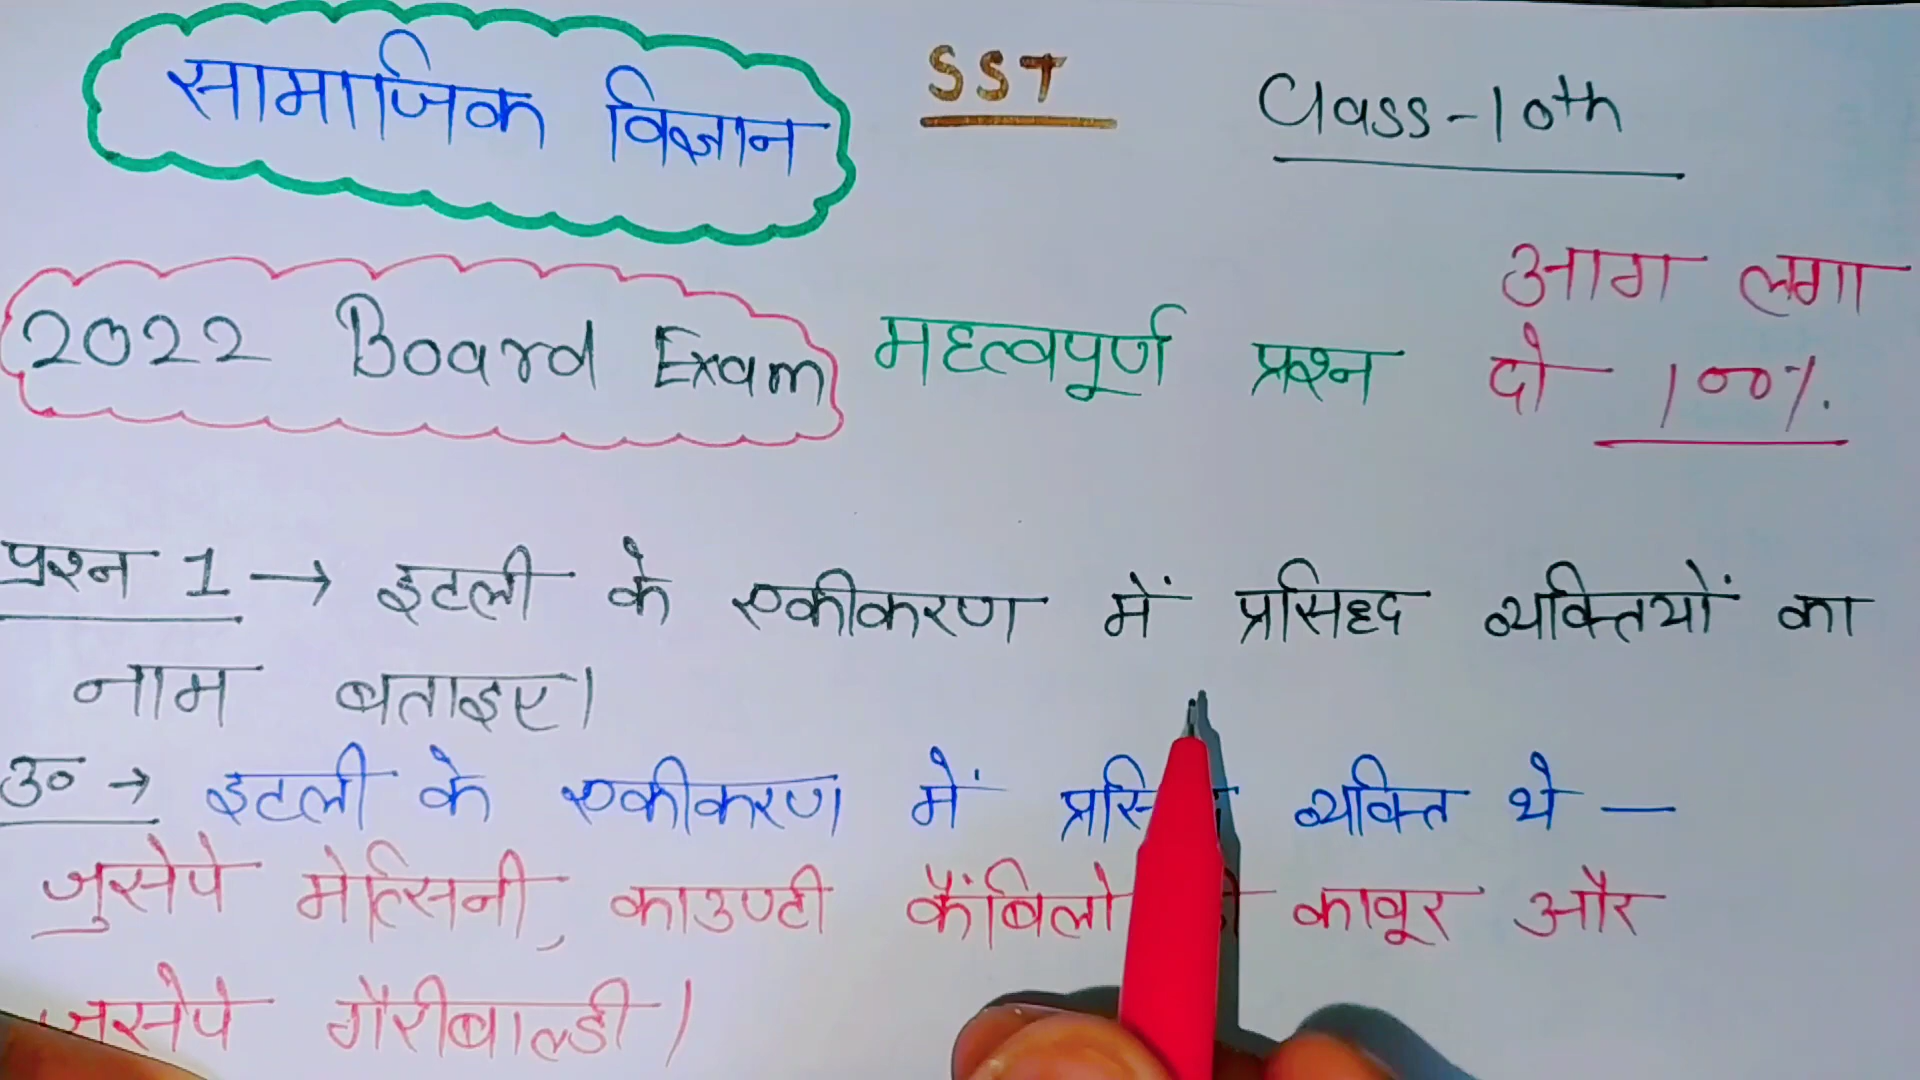 सामाजिक विज्ञान SST Class-10th
2022 Board Exam महत्वपूर्ण प्रश्न आग लगा
दो 100%.
प्रश्न 1 → इटली के एकीकरण में प्रसिद्द व्यक्तियों का
नाम बताइए।
उ० → इटली के एकीकरण में व्यक्ति थे –
जुसेपे मेत्सिनी, काउण्टी कैंबिलो कावूर और
जुसेपे गैरीबाल्डी।